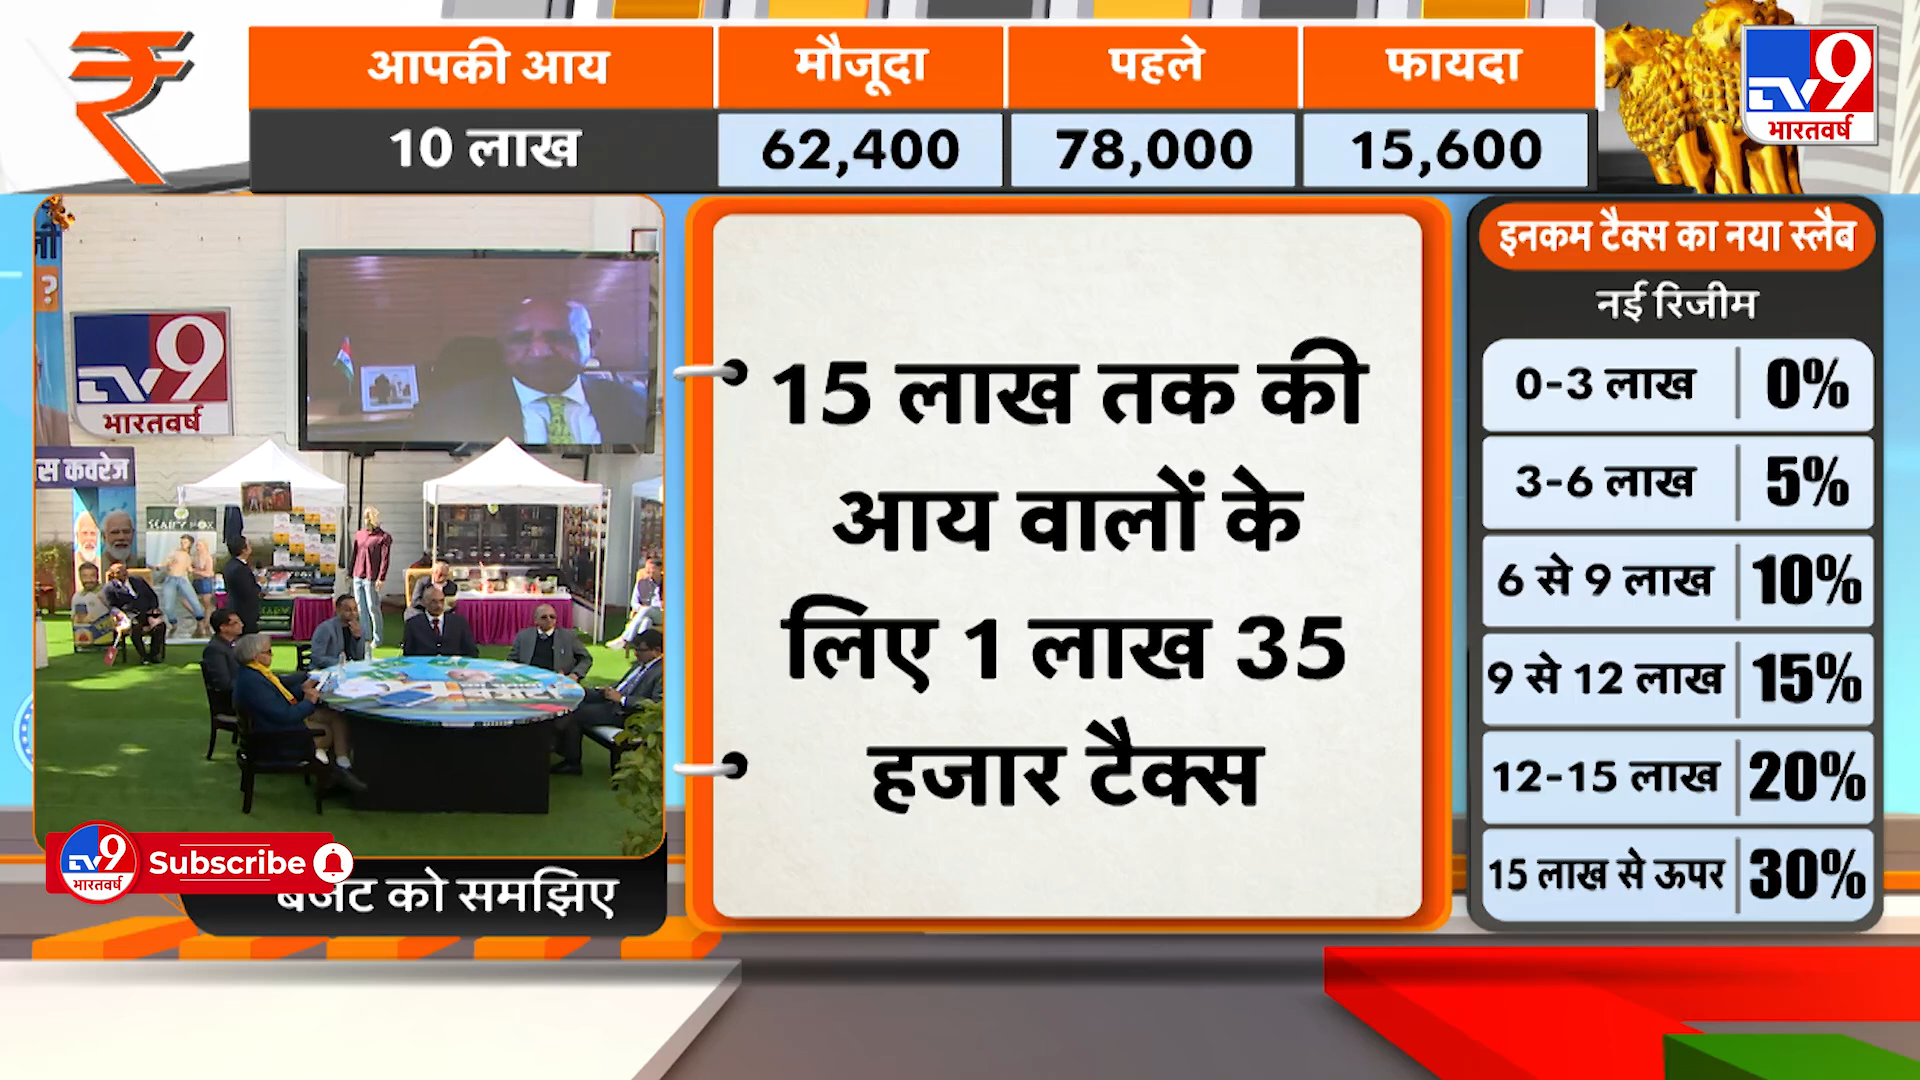 आपकी आय मौजूदा पहले फायदा
10 लाख 62,400 78,000 15,600
TV9
भारतवर्ष
?
TV9
भारतवर्ष
स कवरेज
15 लाख तक की
आय वालों के
लिए 1 लाख 35
हजार टैक्स
इनकम टैक्स का नया स्लैब
नई रिजीम
0-3 लाख 0%
3-6 लाख 5%
6 से 9 लाख 10%
9 से 12 लाख 15%
12-15 लाख 20%
15 लाख से ऊपर 30%
TV9
भारतवर्ष
Subscribe
बजट को समझिए